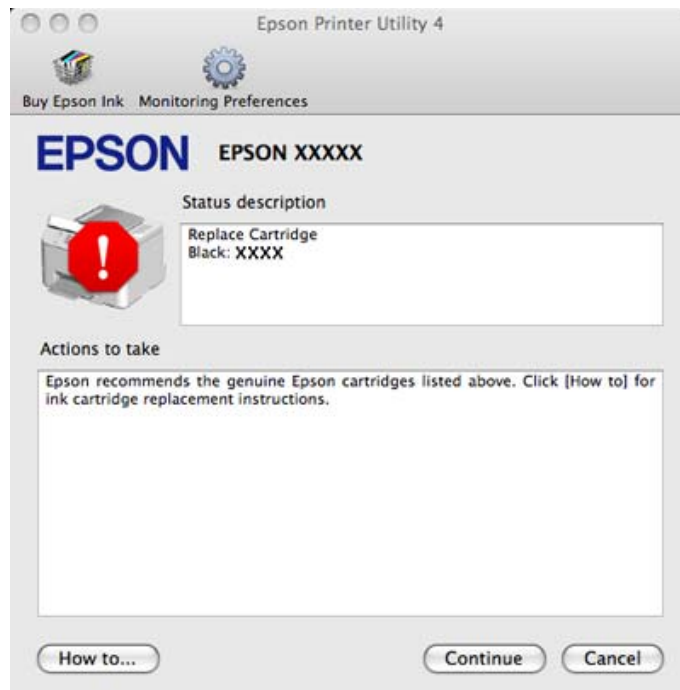 Epson Printer Utility 4
Buy Epson Ink Monitoring Preferences
EPSON EPSON XXXXX
Status description
Replace Cartridge
Black: XXXX
Actions to take
Epson recommends the genuine Epson cartridges listed above. Click [How to] for
ink cartridge replacement instructions.
How to... Continue Cancel